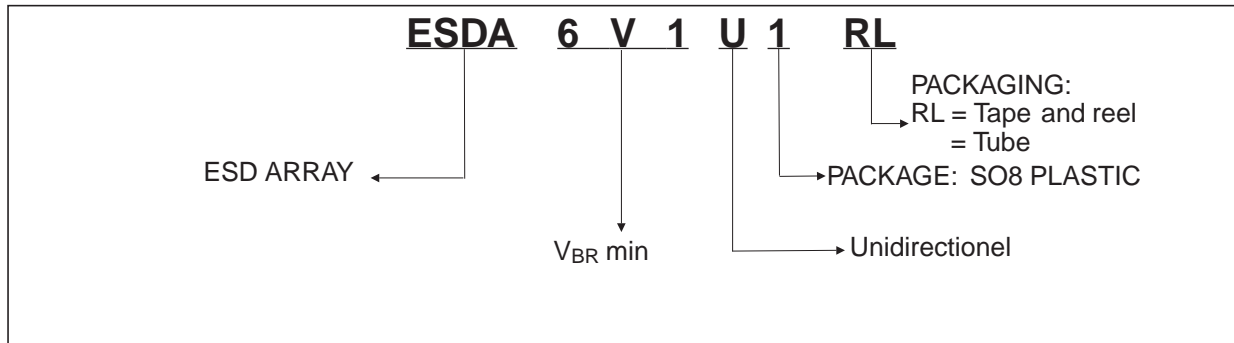 ESDA 6 V 1 U 1 RL
PACKAGING:
RL = Tape and reel
= Tube
ESD ARRAY
PACKAGE: SO8 PLASTIC
VBR min
Unidirectionel